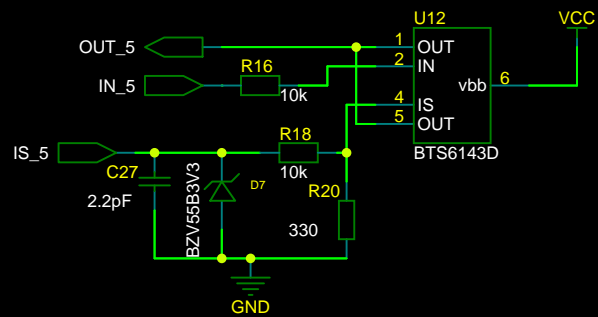 U12
VCC
OUT_5
1
OUT
R16
2
IN
IN_5
10k
vbb
6
4
IS
R18
5
OUT
IS_5
BTS6143D
C27
10k
D7
R20
2.2pF
BZV55B3V3
330
GND